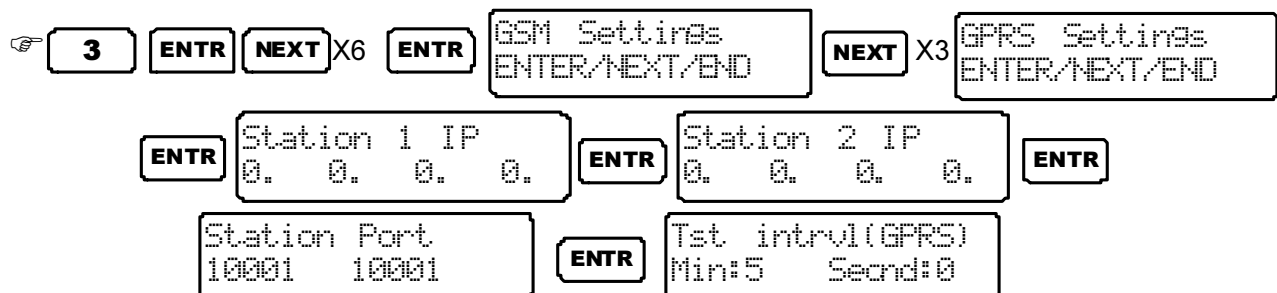 3 ENTR NEXT X6 ENTR GSM Settings NEXT X3 GPRS Settings
ENTER/NEXT/END ENTER/NEXT/END
ENTR Station 1 IP ENTR Station 2 IP ENTR
0. 0. 0. 0. 0. 0. 0. 0.
Station Port ENTR Tst intrvl(GPRS)
10001 10001 Min:5 Secnd:0